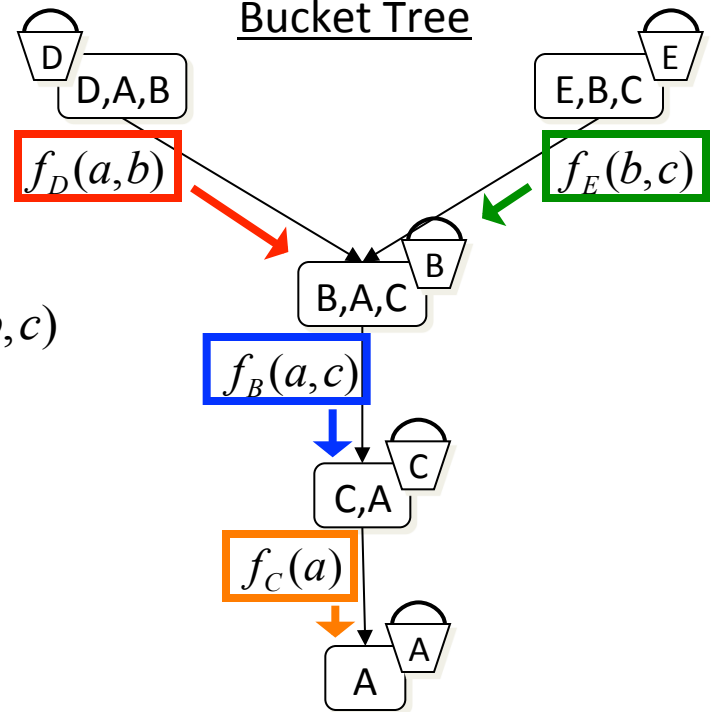 Bucket Tree
D
E
D,A,B
E,B,C
f_D(a,b)
f_E(b,c)
B
B,A,C
,c)
f_B(a,c)
C
C,A
f_C(a)
A
A